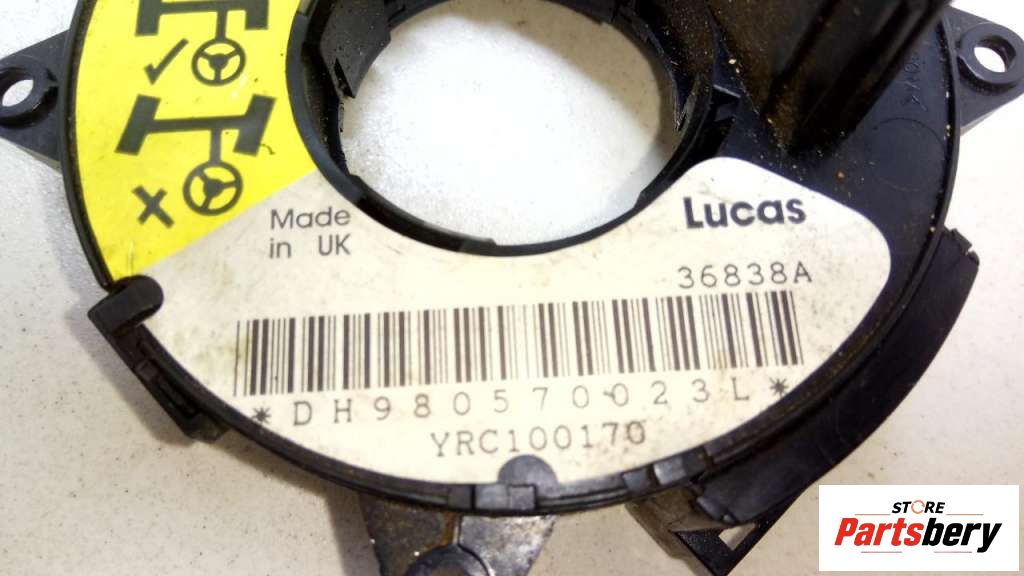 Made
in UK
Lucas
36838A
*DH980570023L*
YRC100170
STORE
Partsbery